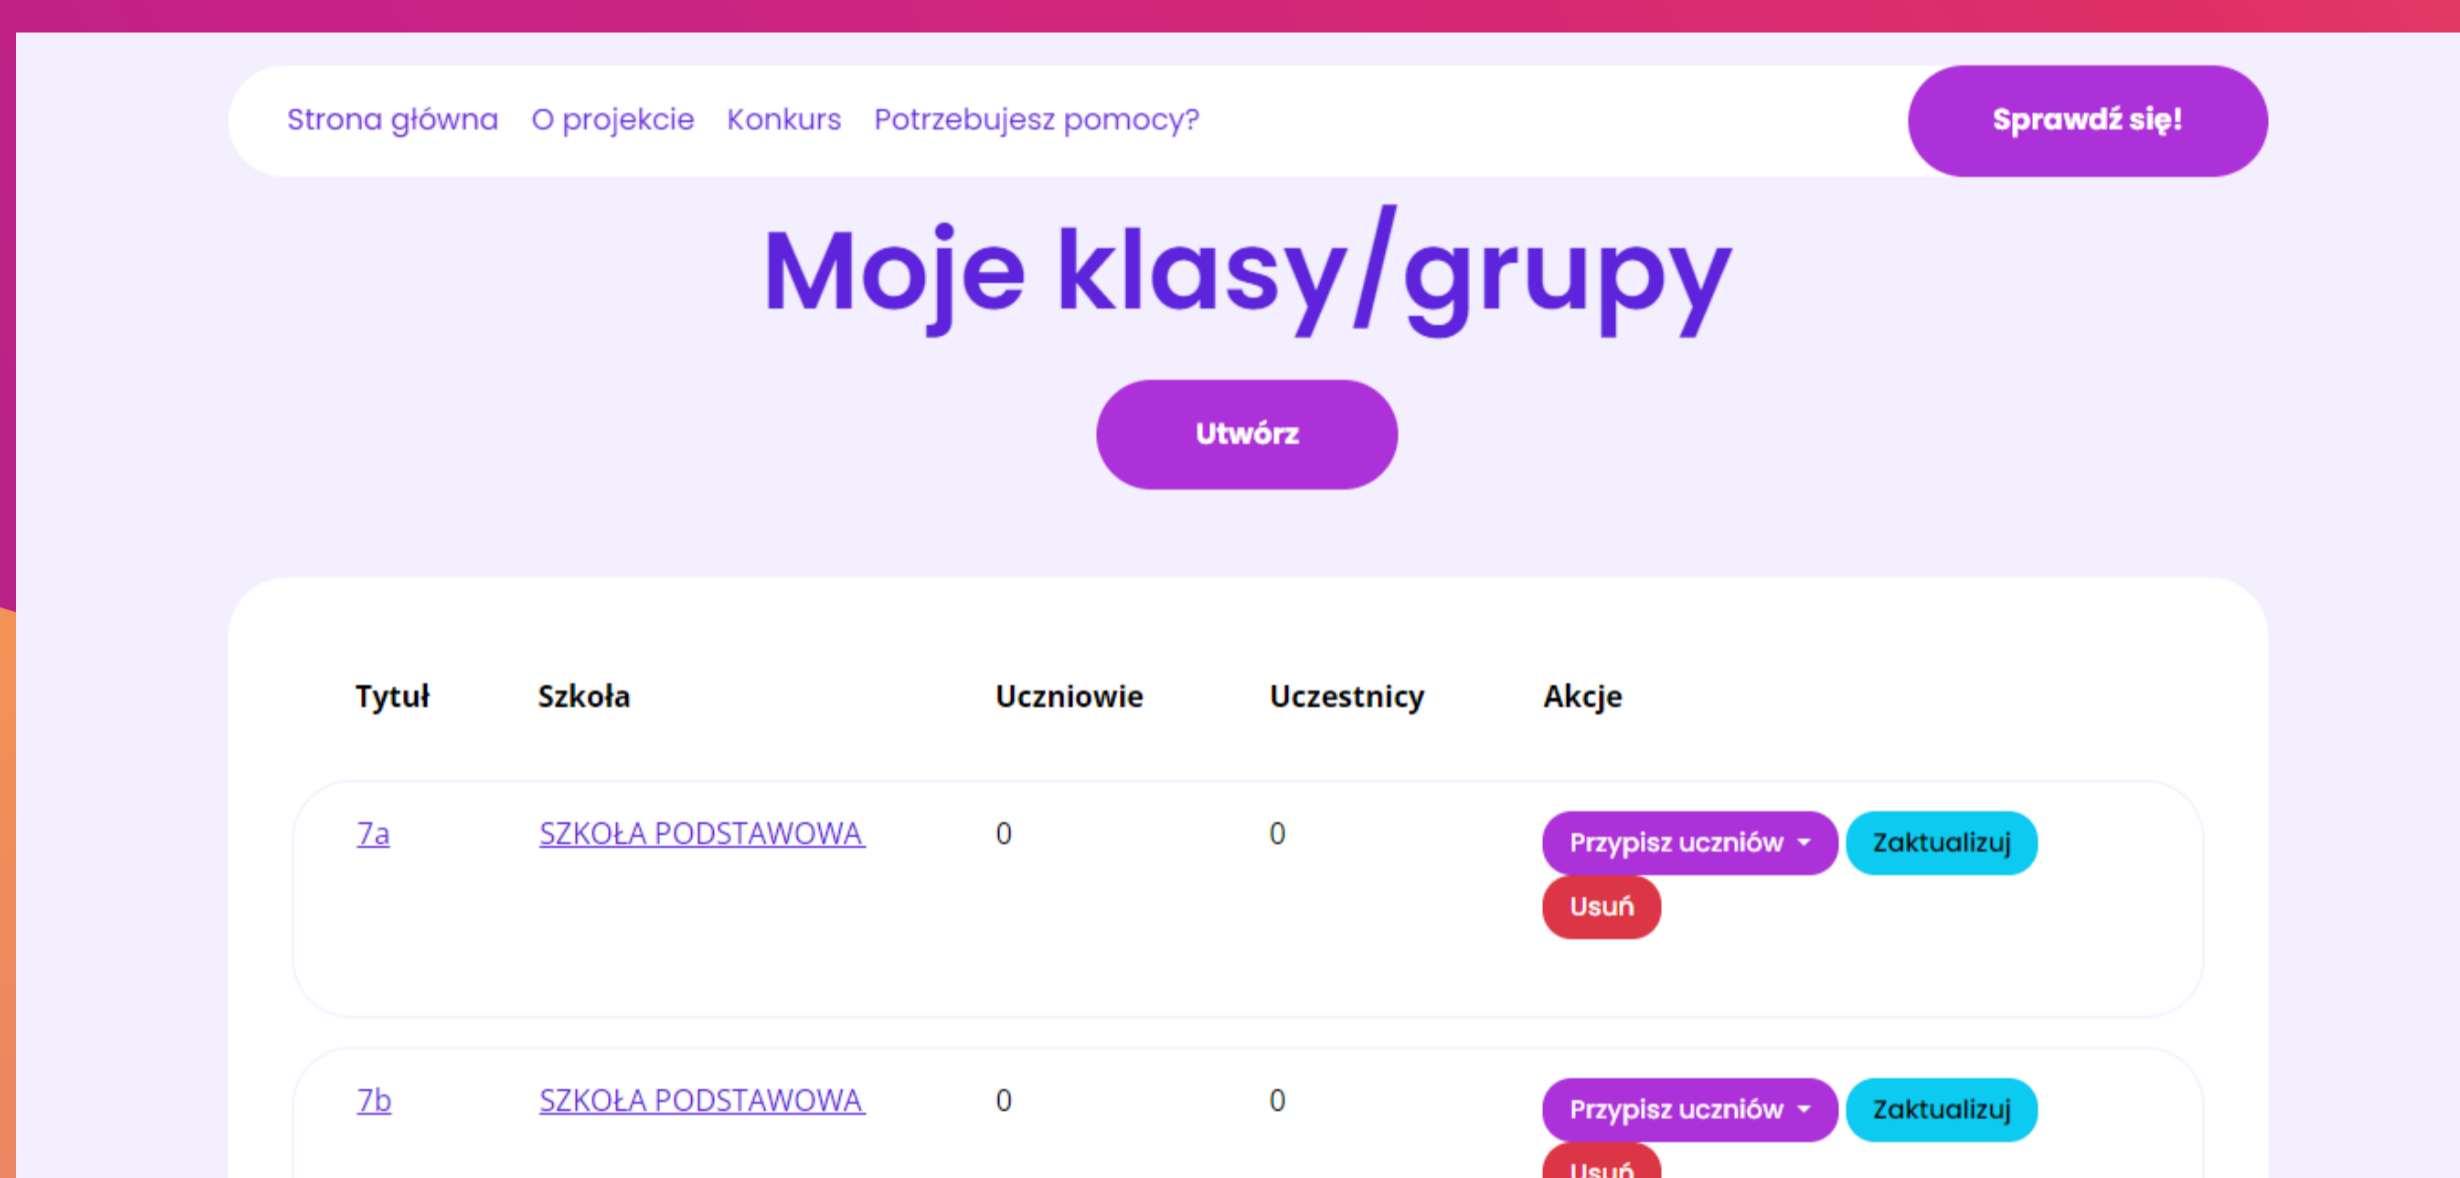 Strona główna O projekcie Konkurs Potrzebujesz pomocy? Sprawdź się!
Moje klasy/grupy
Utwórz
Tytuł Szkoła Uczniowie Uczestnicy Akcje
7a SZKOŁA PODSTAWOWA 0 0 Przypisz uczniów Zaktualizuj
Usuń
7b SZKOŁA PODSTAWOWA 0 0 Przypisz uczniów Zaktualizuj
Usuń